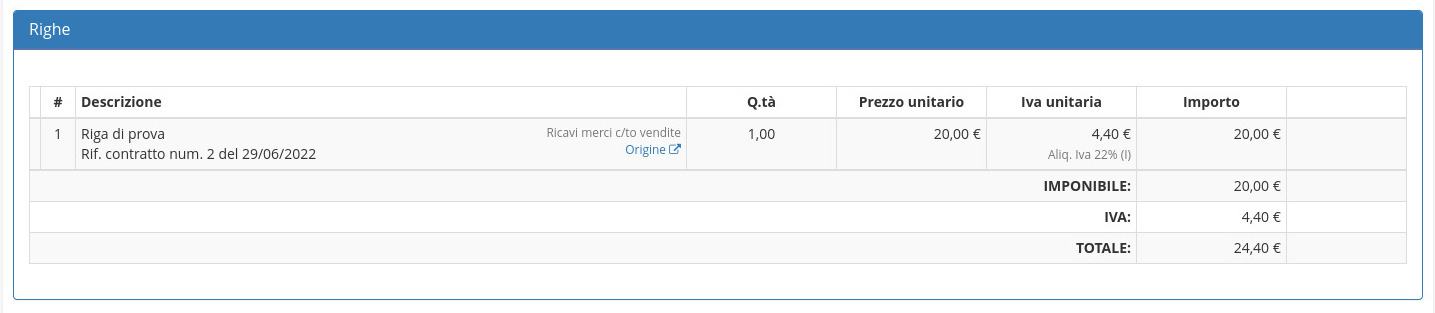 Righe
# Descrizione Q.tà Prezzo unitario Iva unitaria Importo
1 Riga di prova Ricavi merci c/to vendite 1,00 20,00 € 4,40 € 20,00 €
Rif. contratto num. 2 del 29/06/2022 Origine Aliq. Iva 22% (I)
IMPONIBILE: 20,00 €
IVA: 4,40 €
TOTALE: 24,40 €